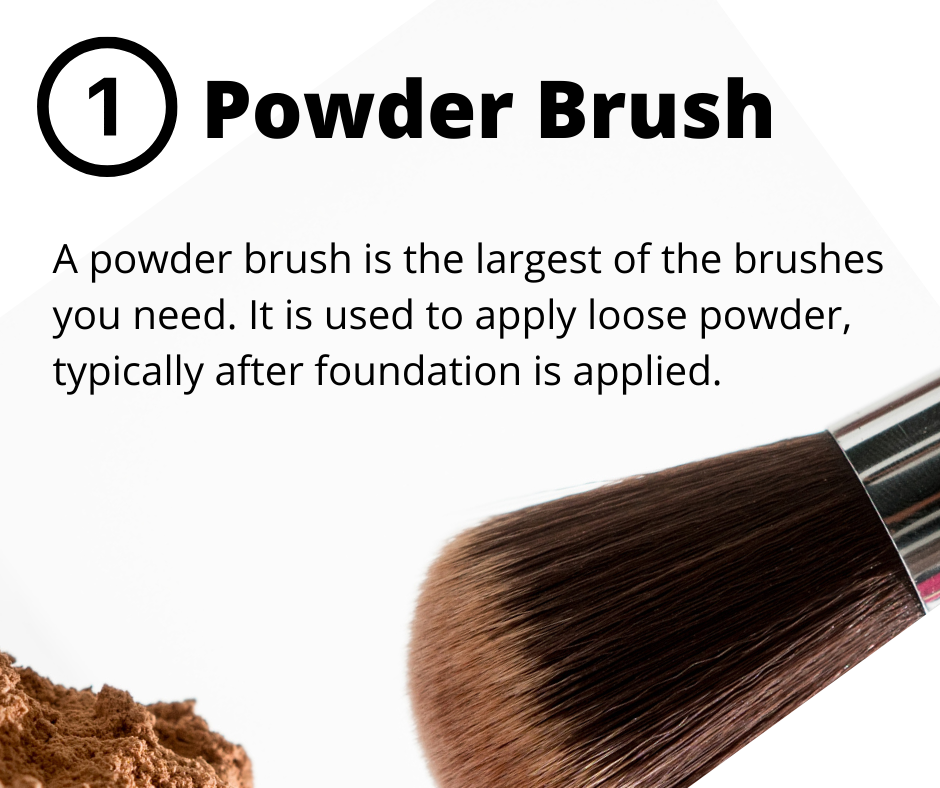 1 Powder Brush
A powder brush is the largest of the brushes
you need. It is used to apply loose powder,
typically after foundation is applied.